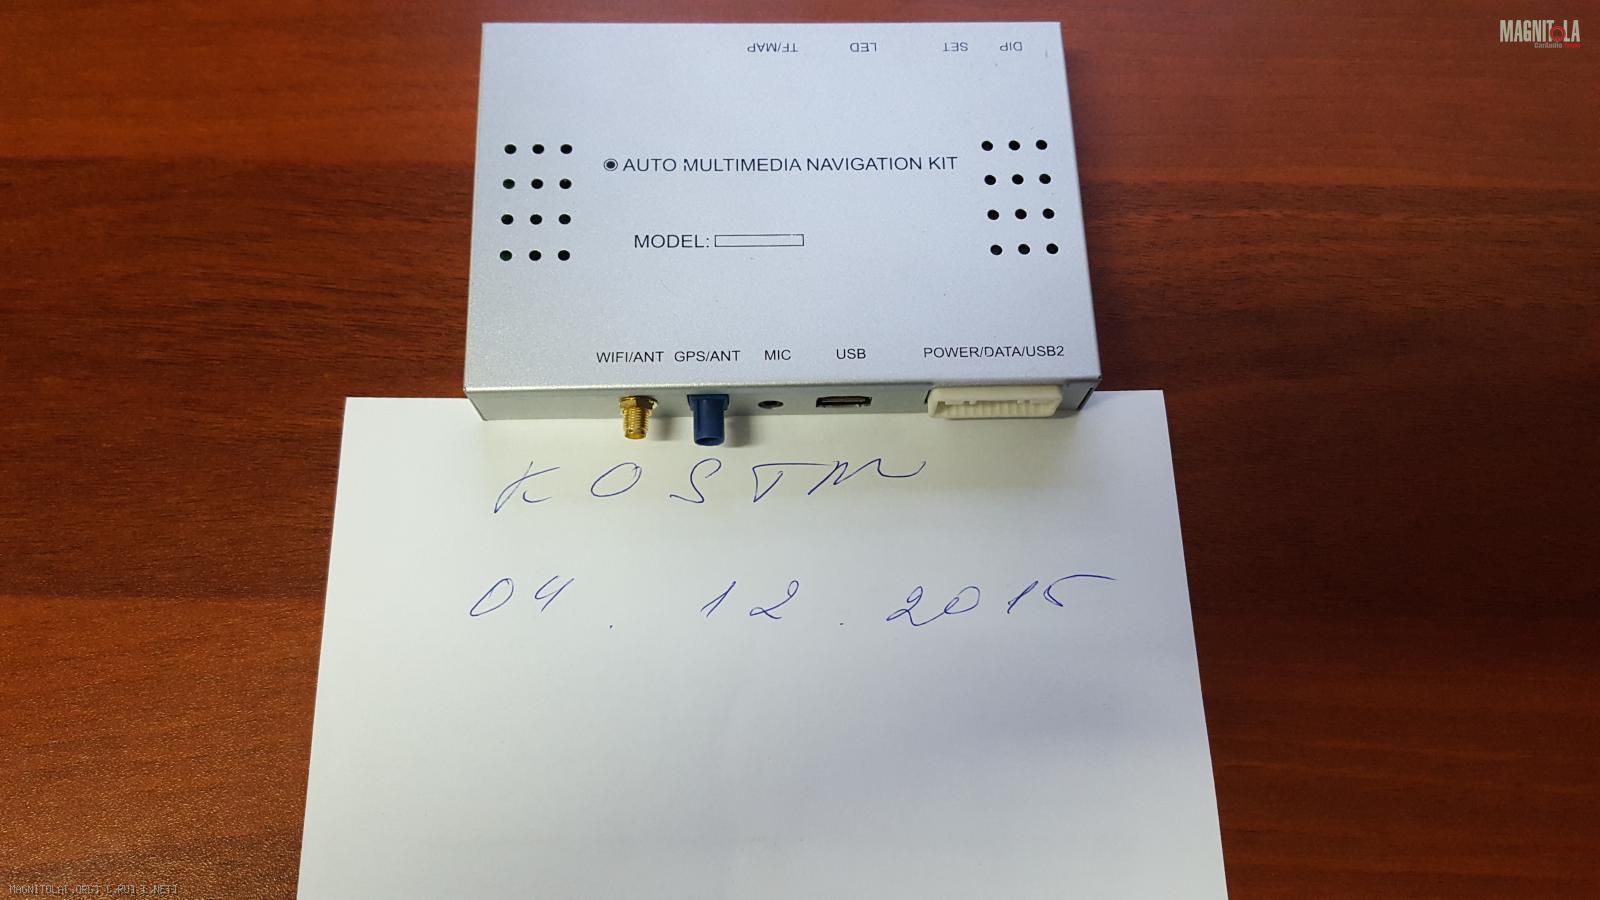 MAGNITOLA
CarAudio
TF/MAP LED SET DIP
AUTO MULTIMEDIA NAVIGATION KIT
MODEL:
WIFI/ANT GPS/ANT MIC USB POWER/DATA/USB2
KOSTM
04. 12. 2015